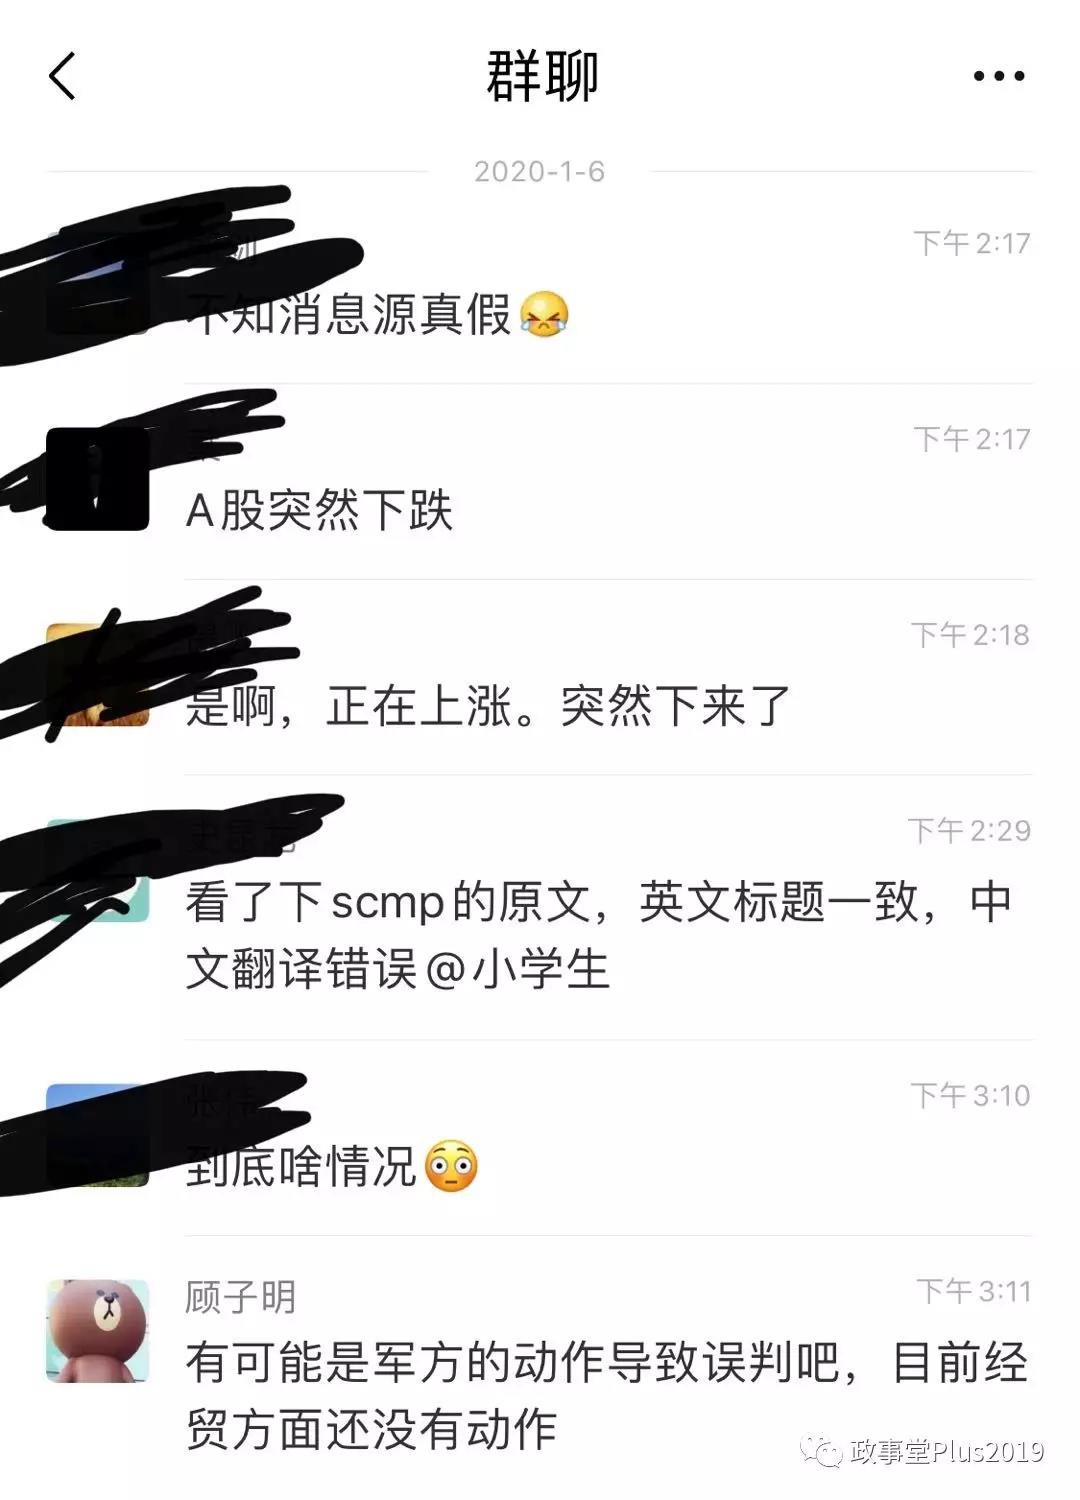 群聊
2020-1-6
下午2:17
不知消息源真假
下午2:17
A股突然下跌
下午2:18
是啊，正在上涨。突然下来了
下午2:29
看了下scmp的原文，英文标题一致，中
文翻译错误@小学生
下午3:10
到底啥情况
顾子明
下午3:11
有可能是军方的动作导致误判吧，目前经
贸方面还没有动作
政事堂Plus2019